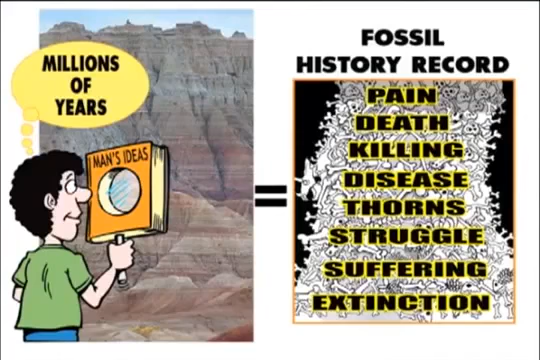 MILLIONS
OF
YEARS
MAN'S IDEAS
FOSSIL
HISTORY RECORD
PAIN
DEATH
KILLING
DISEASE
THORNS
STRUGGLE
SUFFERING
EXTINCTION